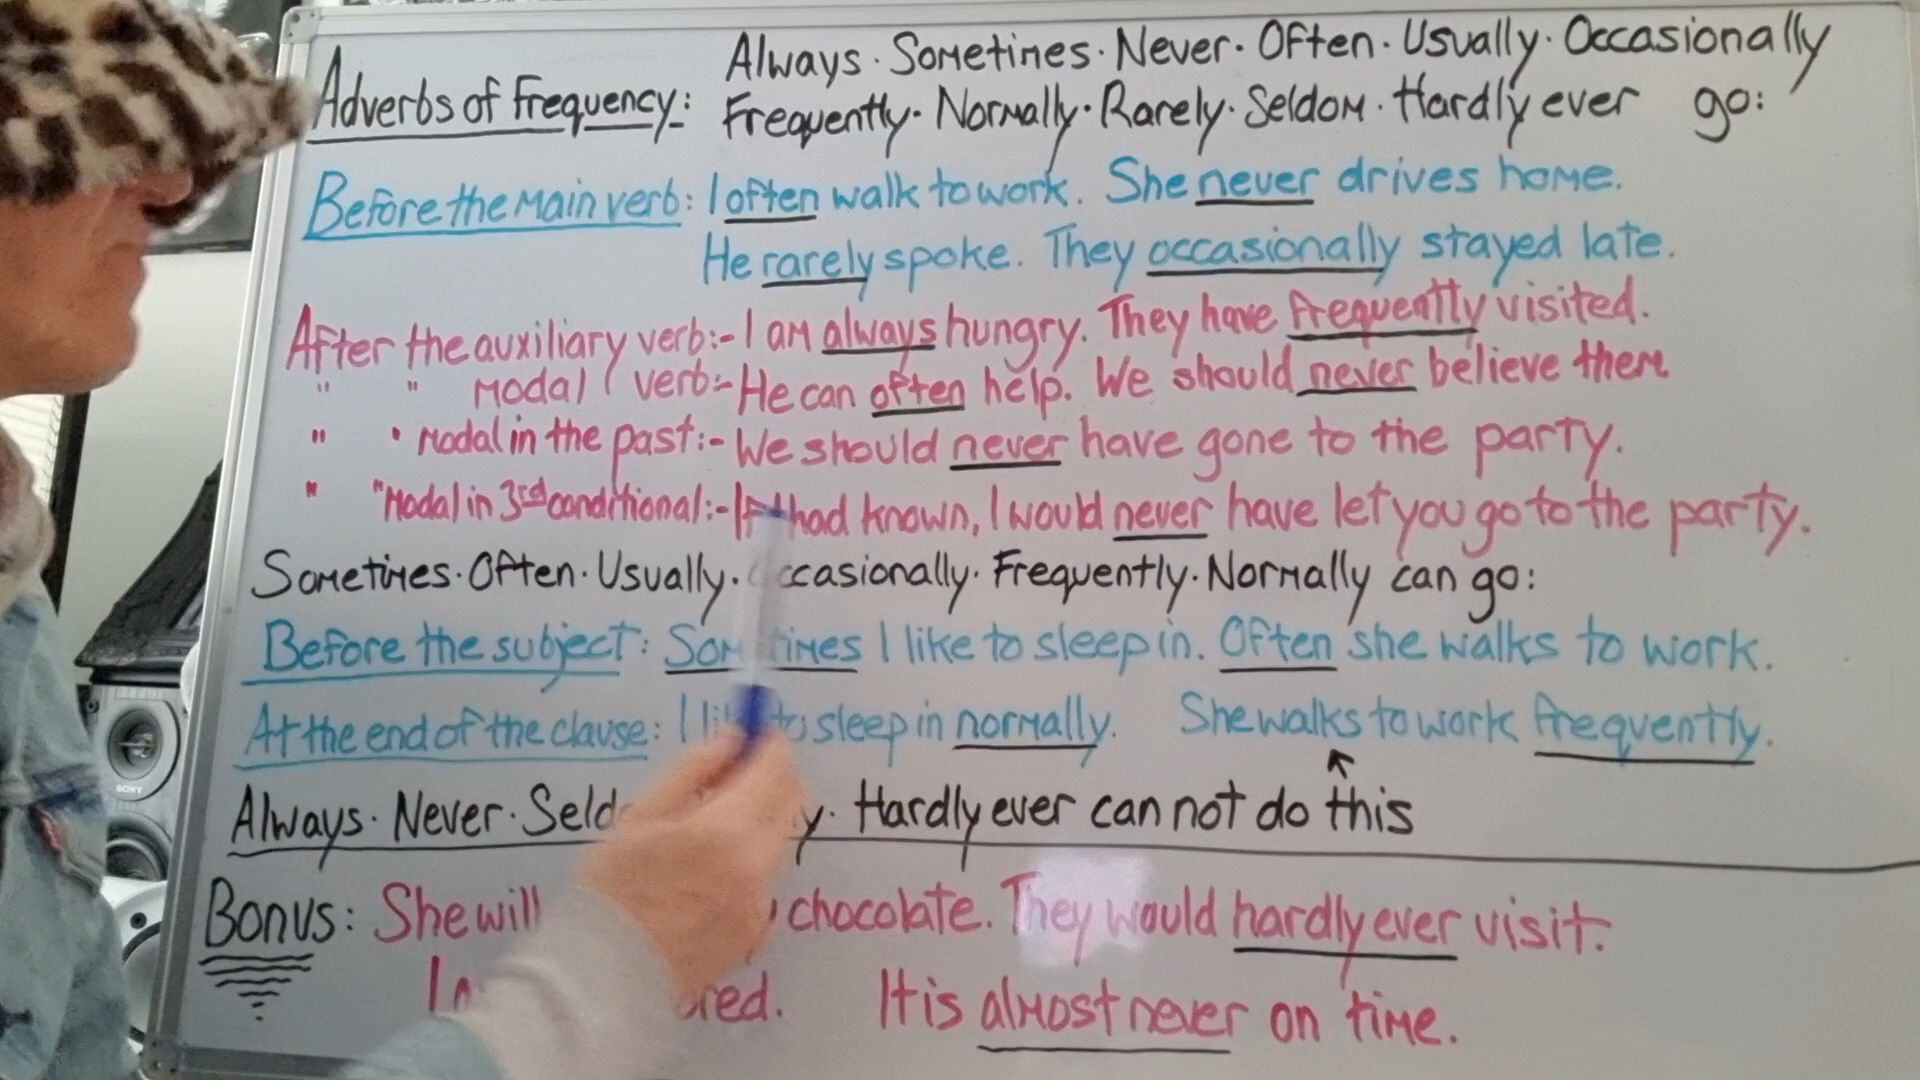 Always · Sometimes · Never · Often · Usually · Occasionally
Adverbs of Frequency: Frequently · Normally · Rarely · Seldom · Hardly ever go:
Before the main verb: I often walk to work. She never drives home.
He rarely spoke. They occasionally stayed late.
After the auxiliary verb:- I am always hungry. They have frequently visited.
" " Modal verb:- He can often help. We should never believe them.
" " Modal in the past:- We should never have gone to the party.
" " Modal in 3rd conditional:- If I had known, I would never have let you go to the party.
Sometimes · Often · Usually · Occasionally · Frequently · Normally can go:
Before the subject: Sometimes I like to sleep in. Often she walks to work.
At the end of the clause: I like to sleep in normally. She walks to work frequently.
Always · Never · Hardly ever can not do this
Bonus: She will chocolate. They would hardly ever visit.
I It is almost never on time.
SONY